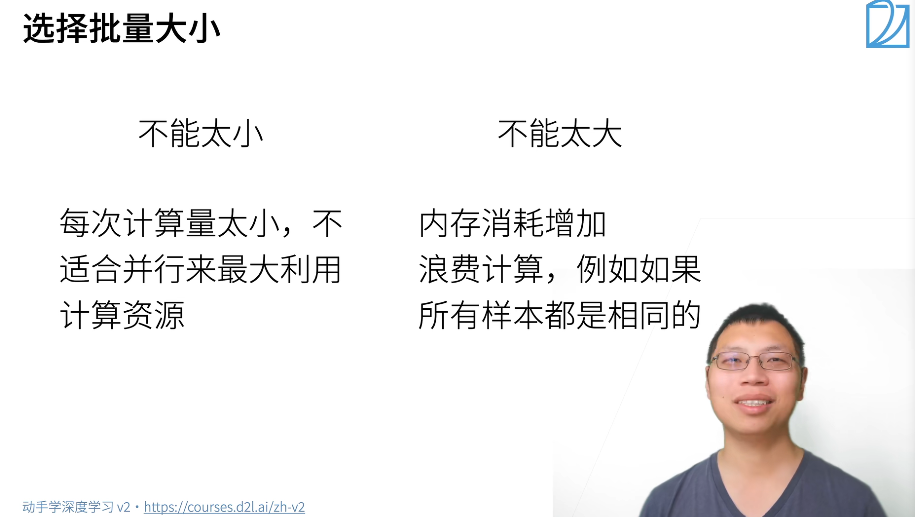 选择批量大小
不能太小
每次计算量太小，不
适合并行来最大利用
计算资源
不能太大
内存消耗增加
浪费计算，例如如果
所有样本都是相同的
动手学深度学习 v2 • https://courses.d2l.ai/zh-v2